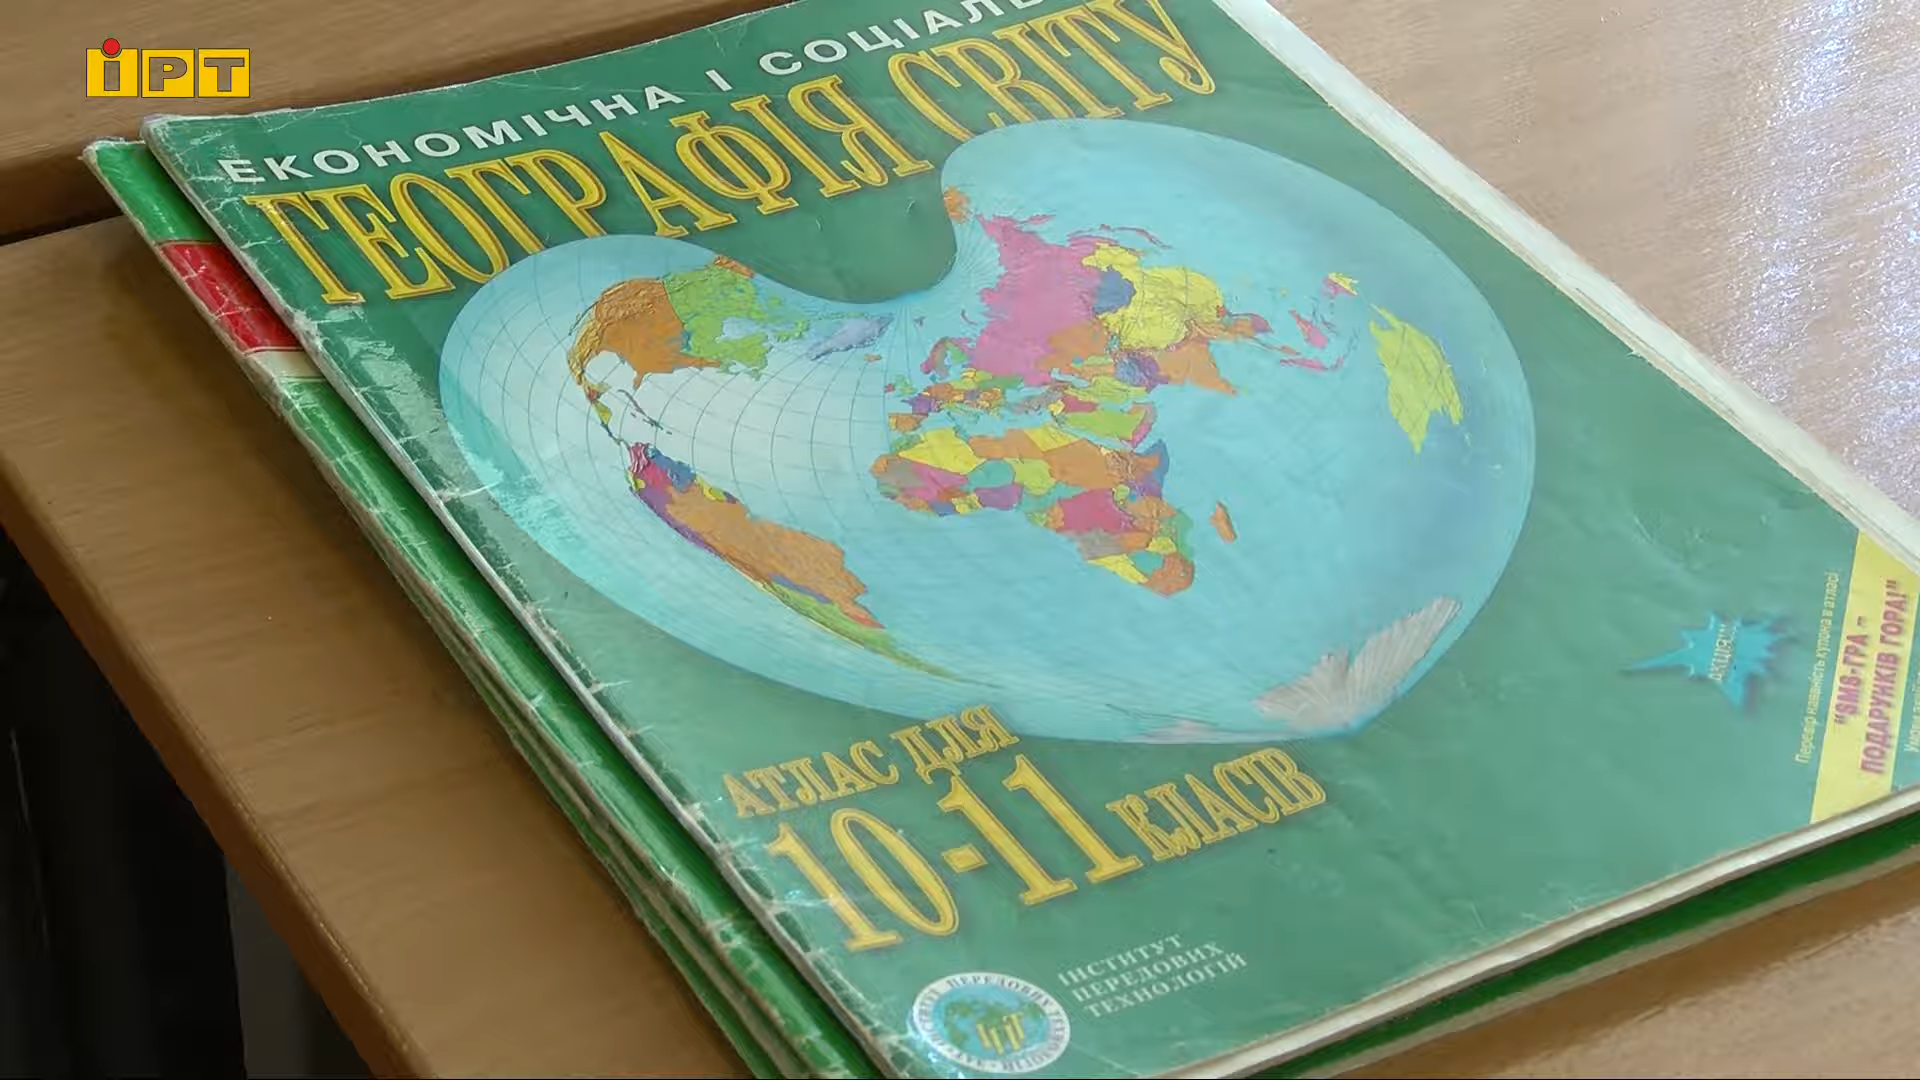 іРТ
ЕКОНОМІЧНА І СОЦІАЛЬ
ГЕОГРАФІЯ СВІТУ
АТЛАС ДЛЯ
10-11 КЛАСІВ
ІНСТИТУТ
ПЕРЕДОВИХ
ТЕХНОЛОГІЙ
ІПТ
Перевір наявність купона в атласі
"SMS-ГРА -
ПОДАРУНКІВ ГОРА!"